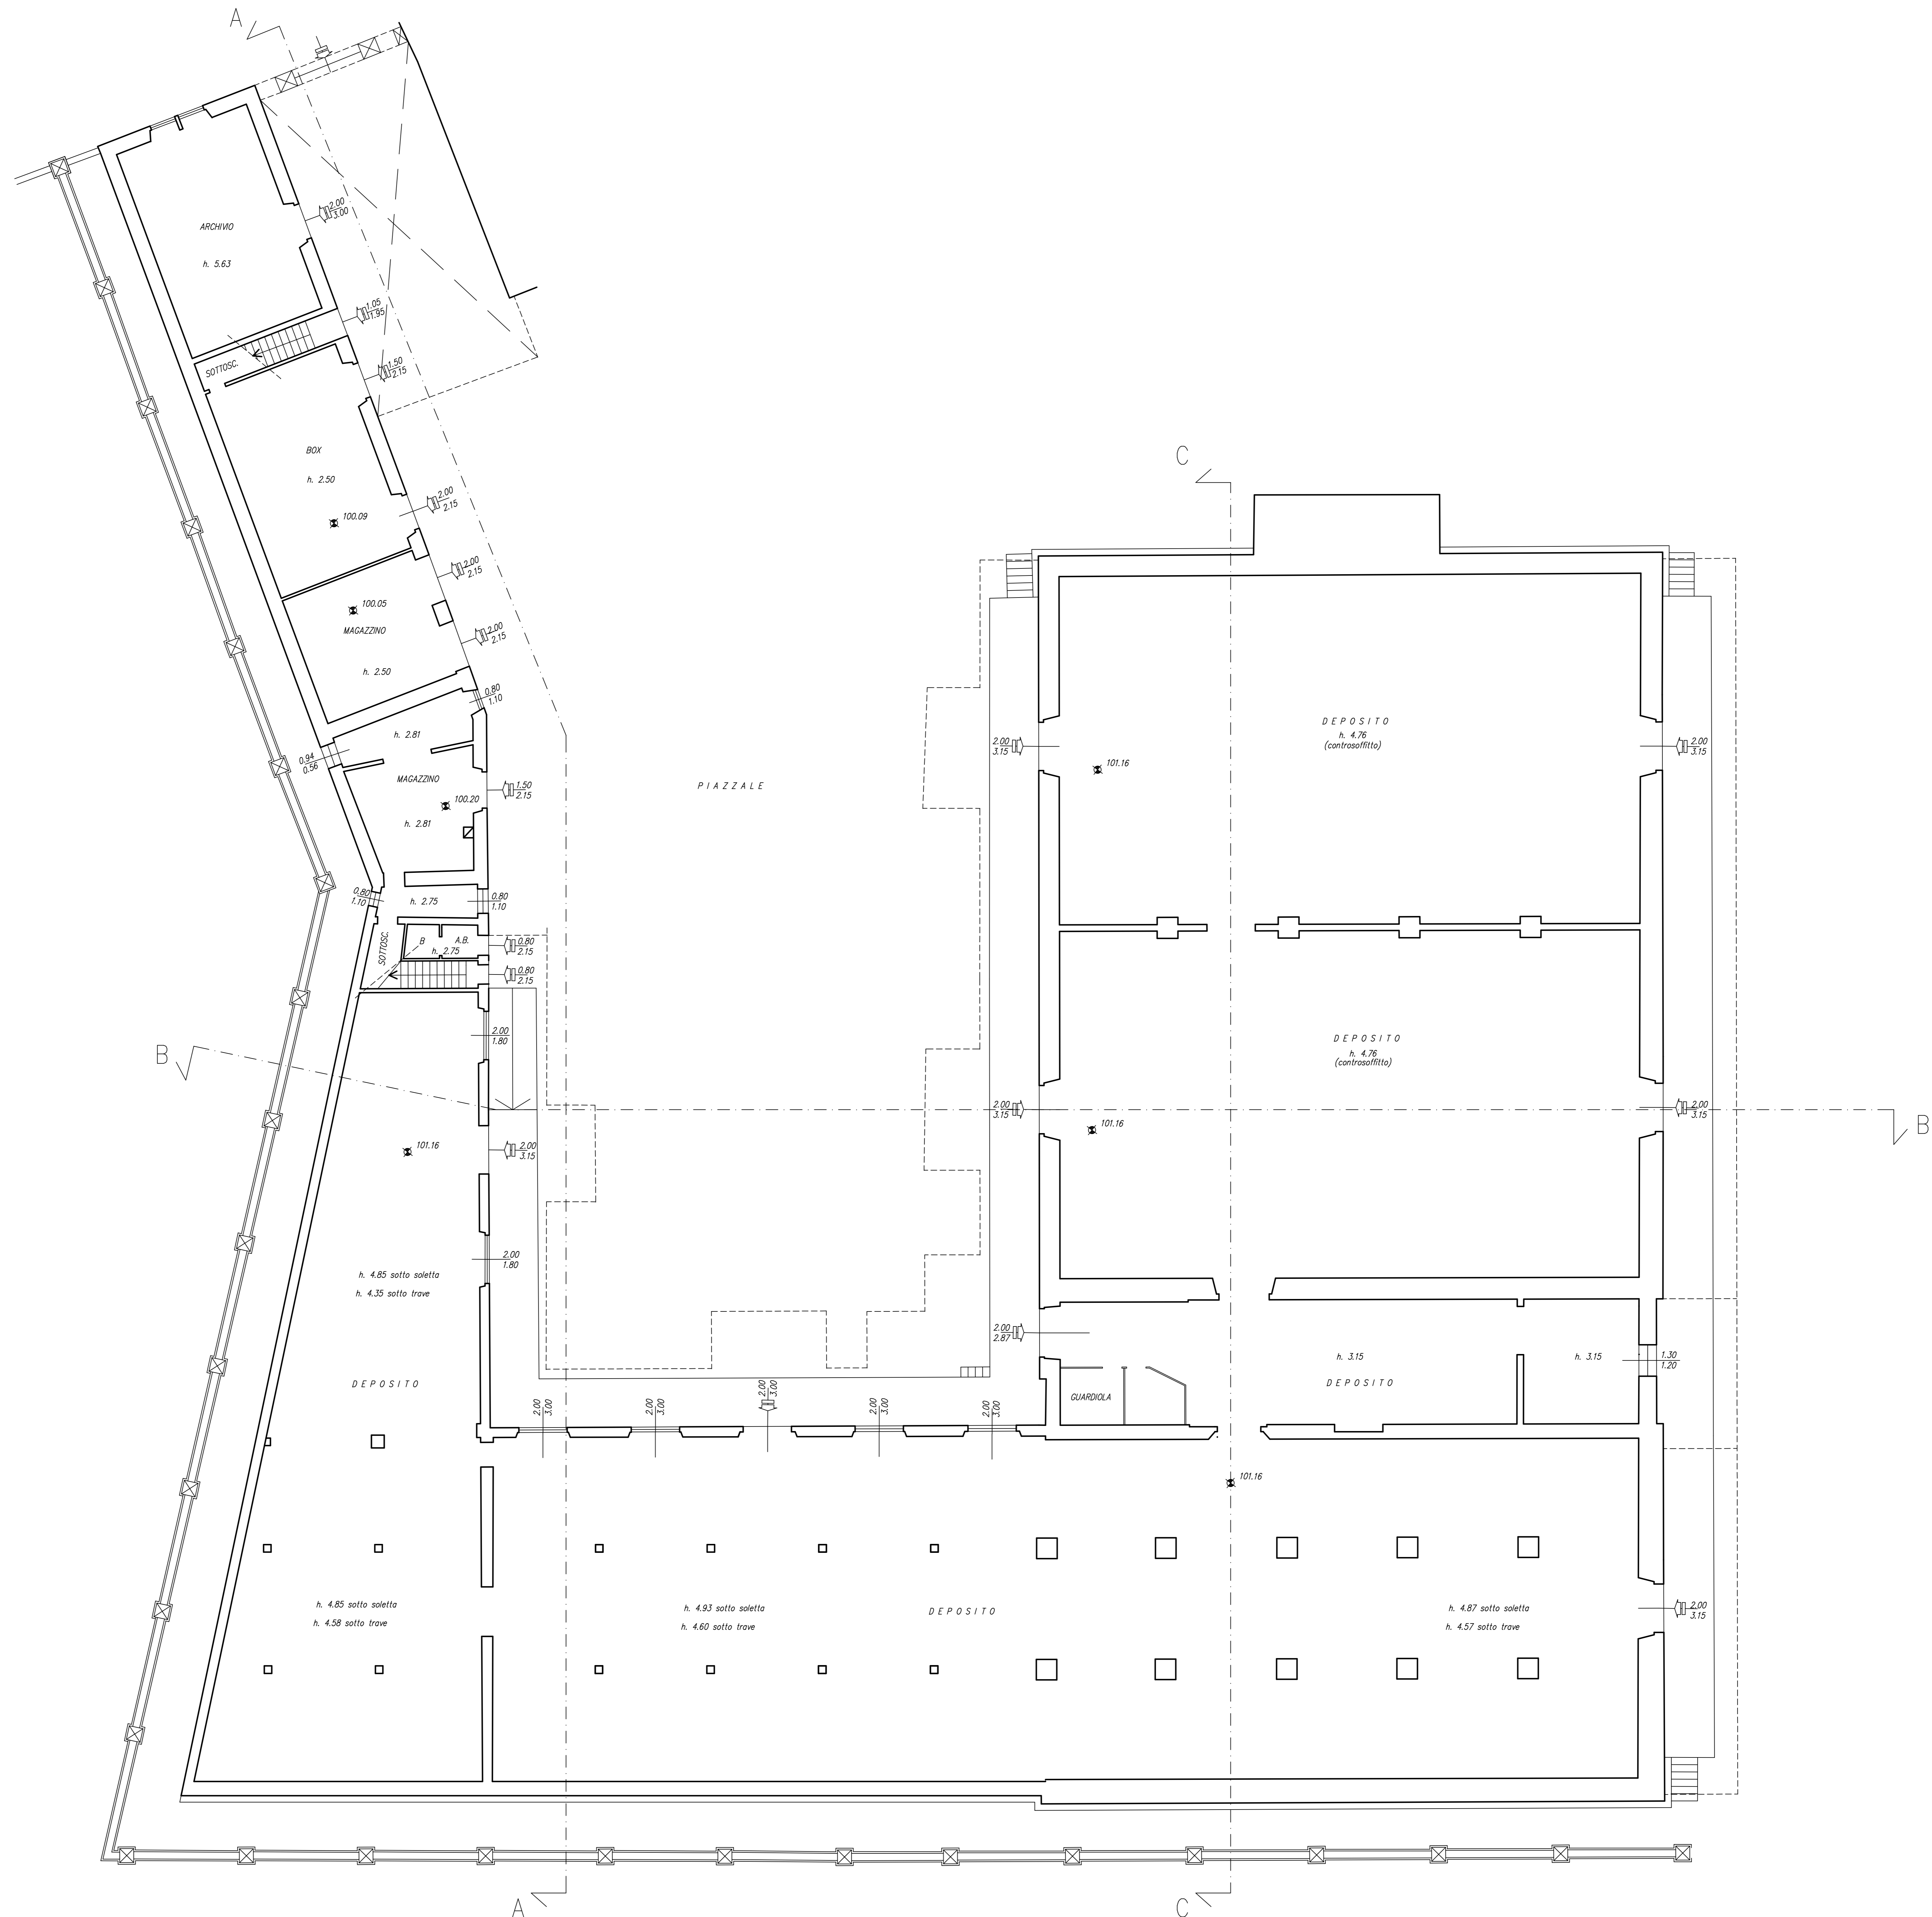 A
2.00
3.00
ARCHIVIO
h. 5.63
1.05
1.95
SOTTOSC.
1.50
2.15
BOX
h. 2.50
C
2.00
2.15
100.09
2.00
2.15
100.05
MAGAZZINO
2.00
2.15
h. 2.50
0.80
1.10
h. 2.81
0.94
0.56
MAGAZZINO
1.50
2.15
100.20
h. 2.81
PIAZZALE
2.00
3.15
DEPOSITO
h. 4.76
(controsoffitto)
101.16
2.00
3.15
0.80
1.10
h. 2.75
0.80
1.10
SOTTOSC.
B
A.B.
h. 2.75
0.80
2.15
0.80
2.15
2.00
1.80
B
DEPOSITO
h. 4.76
(controsoffitto)
2.00
3.15
101.16
2.00
3.15
B
101.16
2.00
3.15
2.00
1.80
h. 4.85 sotto soletta
h. 4.35 sotto trave
2.00
2.87
h. 3.15
h. 3.15
1.30
1.20
DEPOSITO
DEPOSITO
GUARDIOLA
2.00
3.00
2.00
3.00
2.00
3.00
2.00
3.00
2.00
3.00
101.16
h. 4.85 sotto soletta
h. 4.58 sotto trave
h. 4.93 sotto soletta
h. 4.60 sotto trave
DEPOSITO
h. 4.87 sotto soletta
h. 4.57 sotto trave
2.00
3.15
A
C